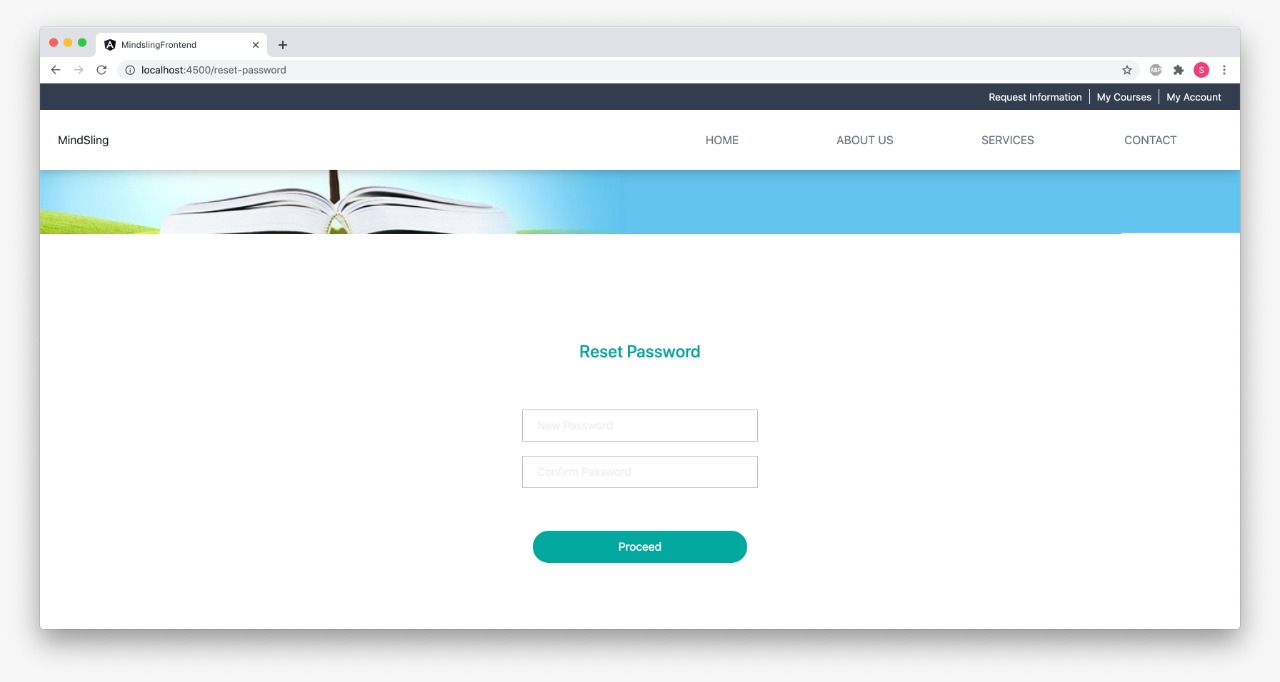 MindslingFrontend
localhost:4500/reset-password
ABP
S
Request Information My Courses My Account
MindSling HOME ABOUT US SERVICES CONTACT
Reset Password
New Password
Confirm Password
Proceed